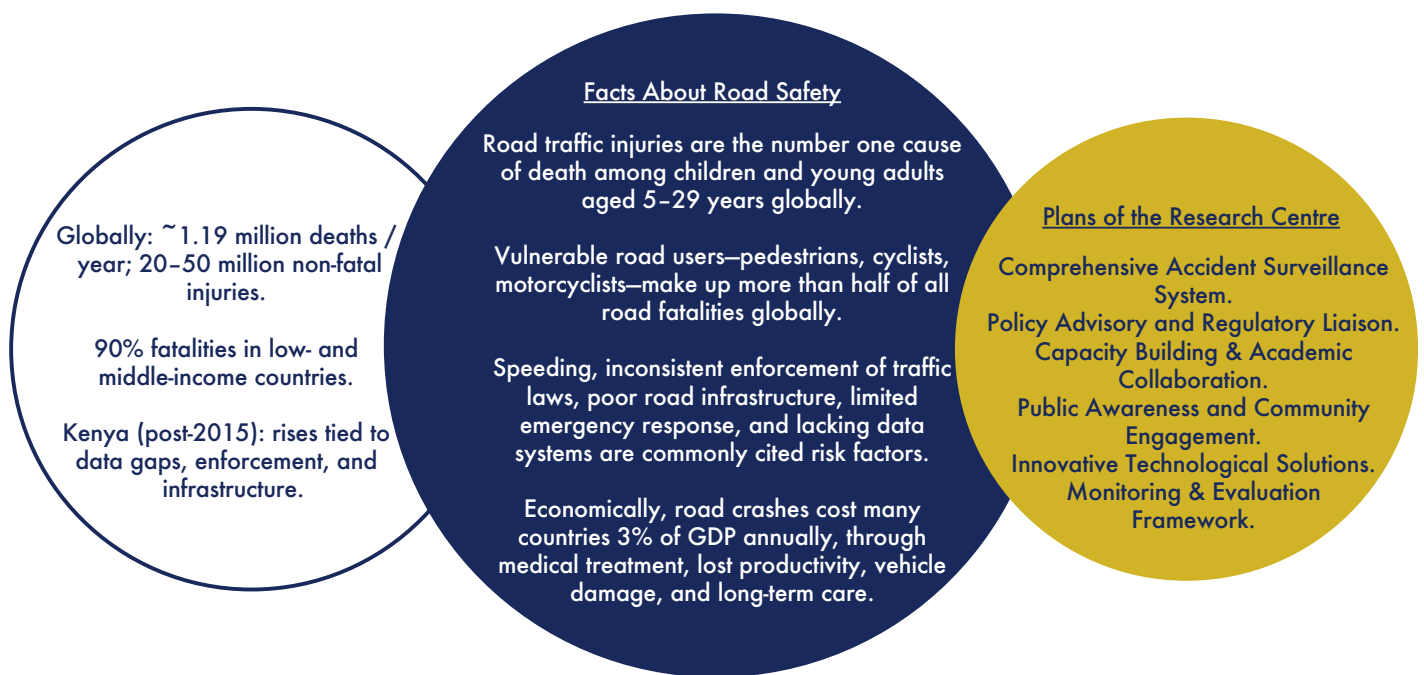 Globally: ~1.19 million deaths /
year; 20–50 million non-fatal
injuries.
90% fatalities in low- and
middle-income countries.
Kenya (post-2015): rises tied to
data gaps, enforcement, and
infrastructure.
Facts About Road Safety
Road traffic injuries are the number one cause
of death among children and young adults
aged 5–29 years globally.
Vulnerable road users—pedestrians, cyclists,
motorcyclists—make up more than half of all
road fatalities globally.
Speeding, inconsistent enforcement of traffic
laws, poor road infrastructure, limited
emergency response, and lacking data
systems are commonly cited risk factors.
Economically, road crashes cost many
countries 3% of GDP annually, through
medical treatment, lost productivity, vehicle
damage, and long-term care.
Plans of the Research Centre
Comprehensive Accident Surveillance
System.
Policy Advisory and Regulatory Liaison.
Capacity Building & Academic
Collaboration.
Public Awareness and Community
Engagement.
Innovative Technological Solutions.
Monitoring & Evaluation
Framework.